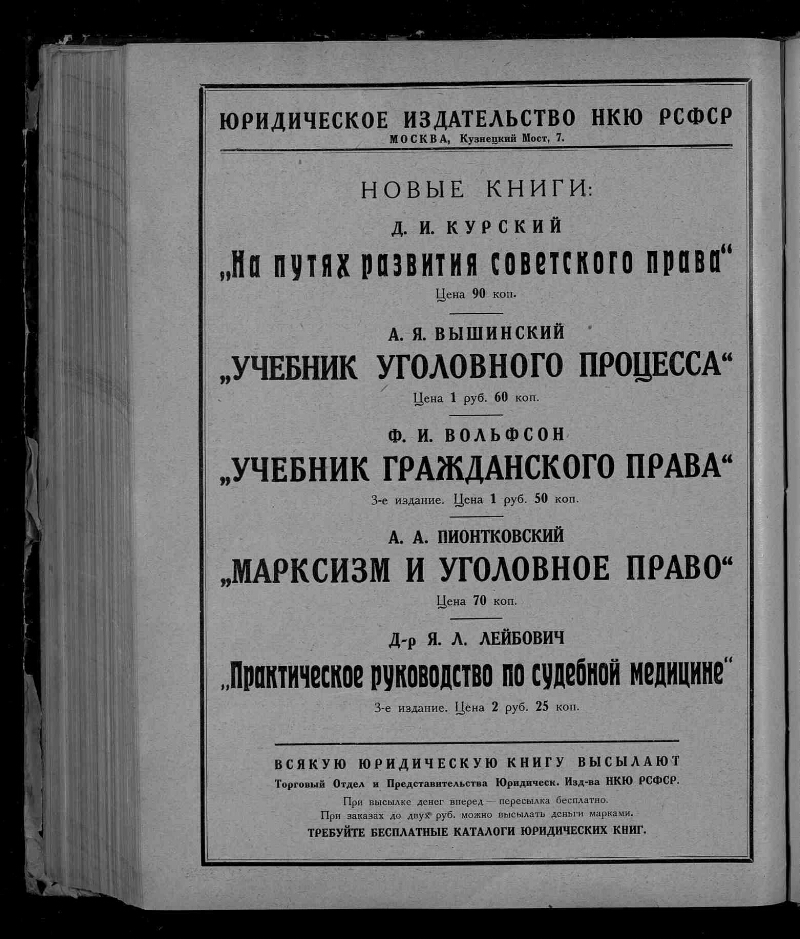 ЮРИДИЧЕСКОЕ ИЗДАТЕЛЬСТВО НКЮ РСФСР
МОСКВА, Кузнецкий Мост, 7.
НОВЫЕ КНИГИ:
Д. И. КУРСКИЙ
„На путях развития советского права“
Цена 90 коп.
А. Я. ВЫШИНСКИЙ
„УЧЕБНИК УГОЛОВНОГО ПРОЦЕССА“
Цена 1 руб. 60 коп.
Ф. И. ВОЛЬФСОН
„УЧЕБНИК ГРАЖДАНСКОГО ПРАВА“
3-е издание. Цена 1 руб. 50 коп.
А. А. ПИОНТКОВСКИЙ
„МАРКСИЗМ И УГОЛОВНОЕ ПРАВО“
Цена 70 коп.
Д-р Я. Л. ЛЕЙБОВИЧ
„Практическое руководство по судебной медицине“
3-е издание. Цена 2 руб. 25 коп.
ВСЯКУЮ ЮРИДИЧЕСКУЮ КНИГУ ВЫСЫЛАЮТ
Торговый Отдел и Представительства Юридическ. Изд-ва НКЮ РСФСР.
При высылке денег вперед — пересылка бесплатно.
При заказах до двух руб. можно высылать деньги марками.
ТРЕБУЙТЕ БЕСПЛАТНЫЕ КАТАЛОГИ ЮРИДИЧЕСКИХ КНИГ.